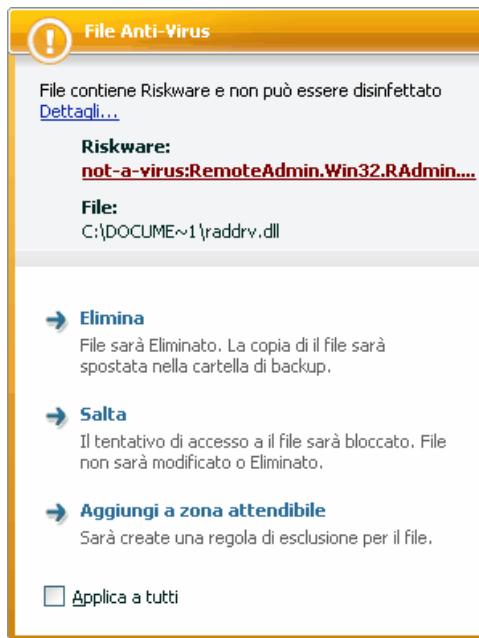 File Anti-Virus
File contiene Riskware e non può essere disinfettato
Dettagli...
Riskware:
not-a-virus:RemoteAdmin.Win32.RAdmin....
File:
C:\DOCUME~1\raddrv.dll
Elimina
File sarà Eliminato. La copia di il file sarà
spostata nella cartella di backup.
Salta
Il tentativo di accesso a il file sarà bloccato. File
non sarà modificato o Eliminato.
Aggiungi a zona attendibile
Sarà create una regola di esclusione per il file.
Applica a tutti